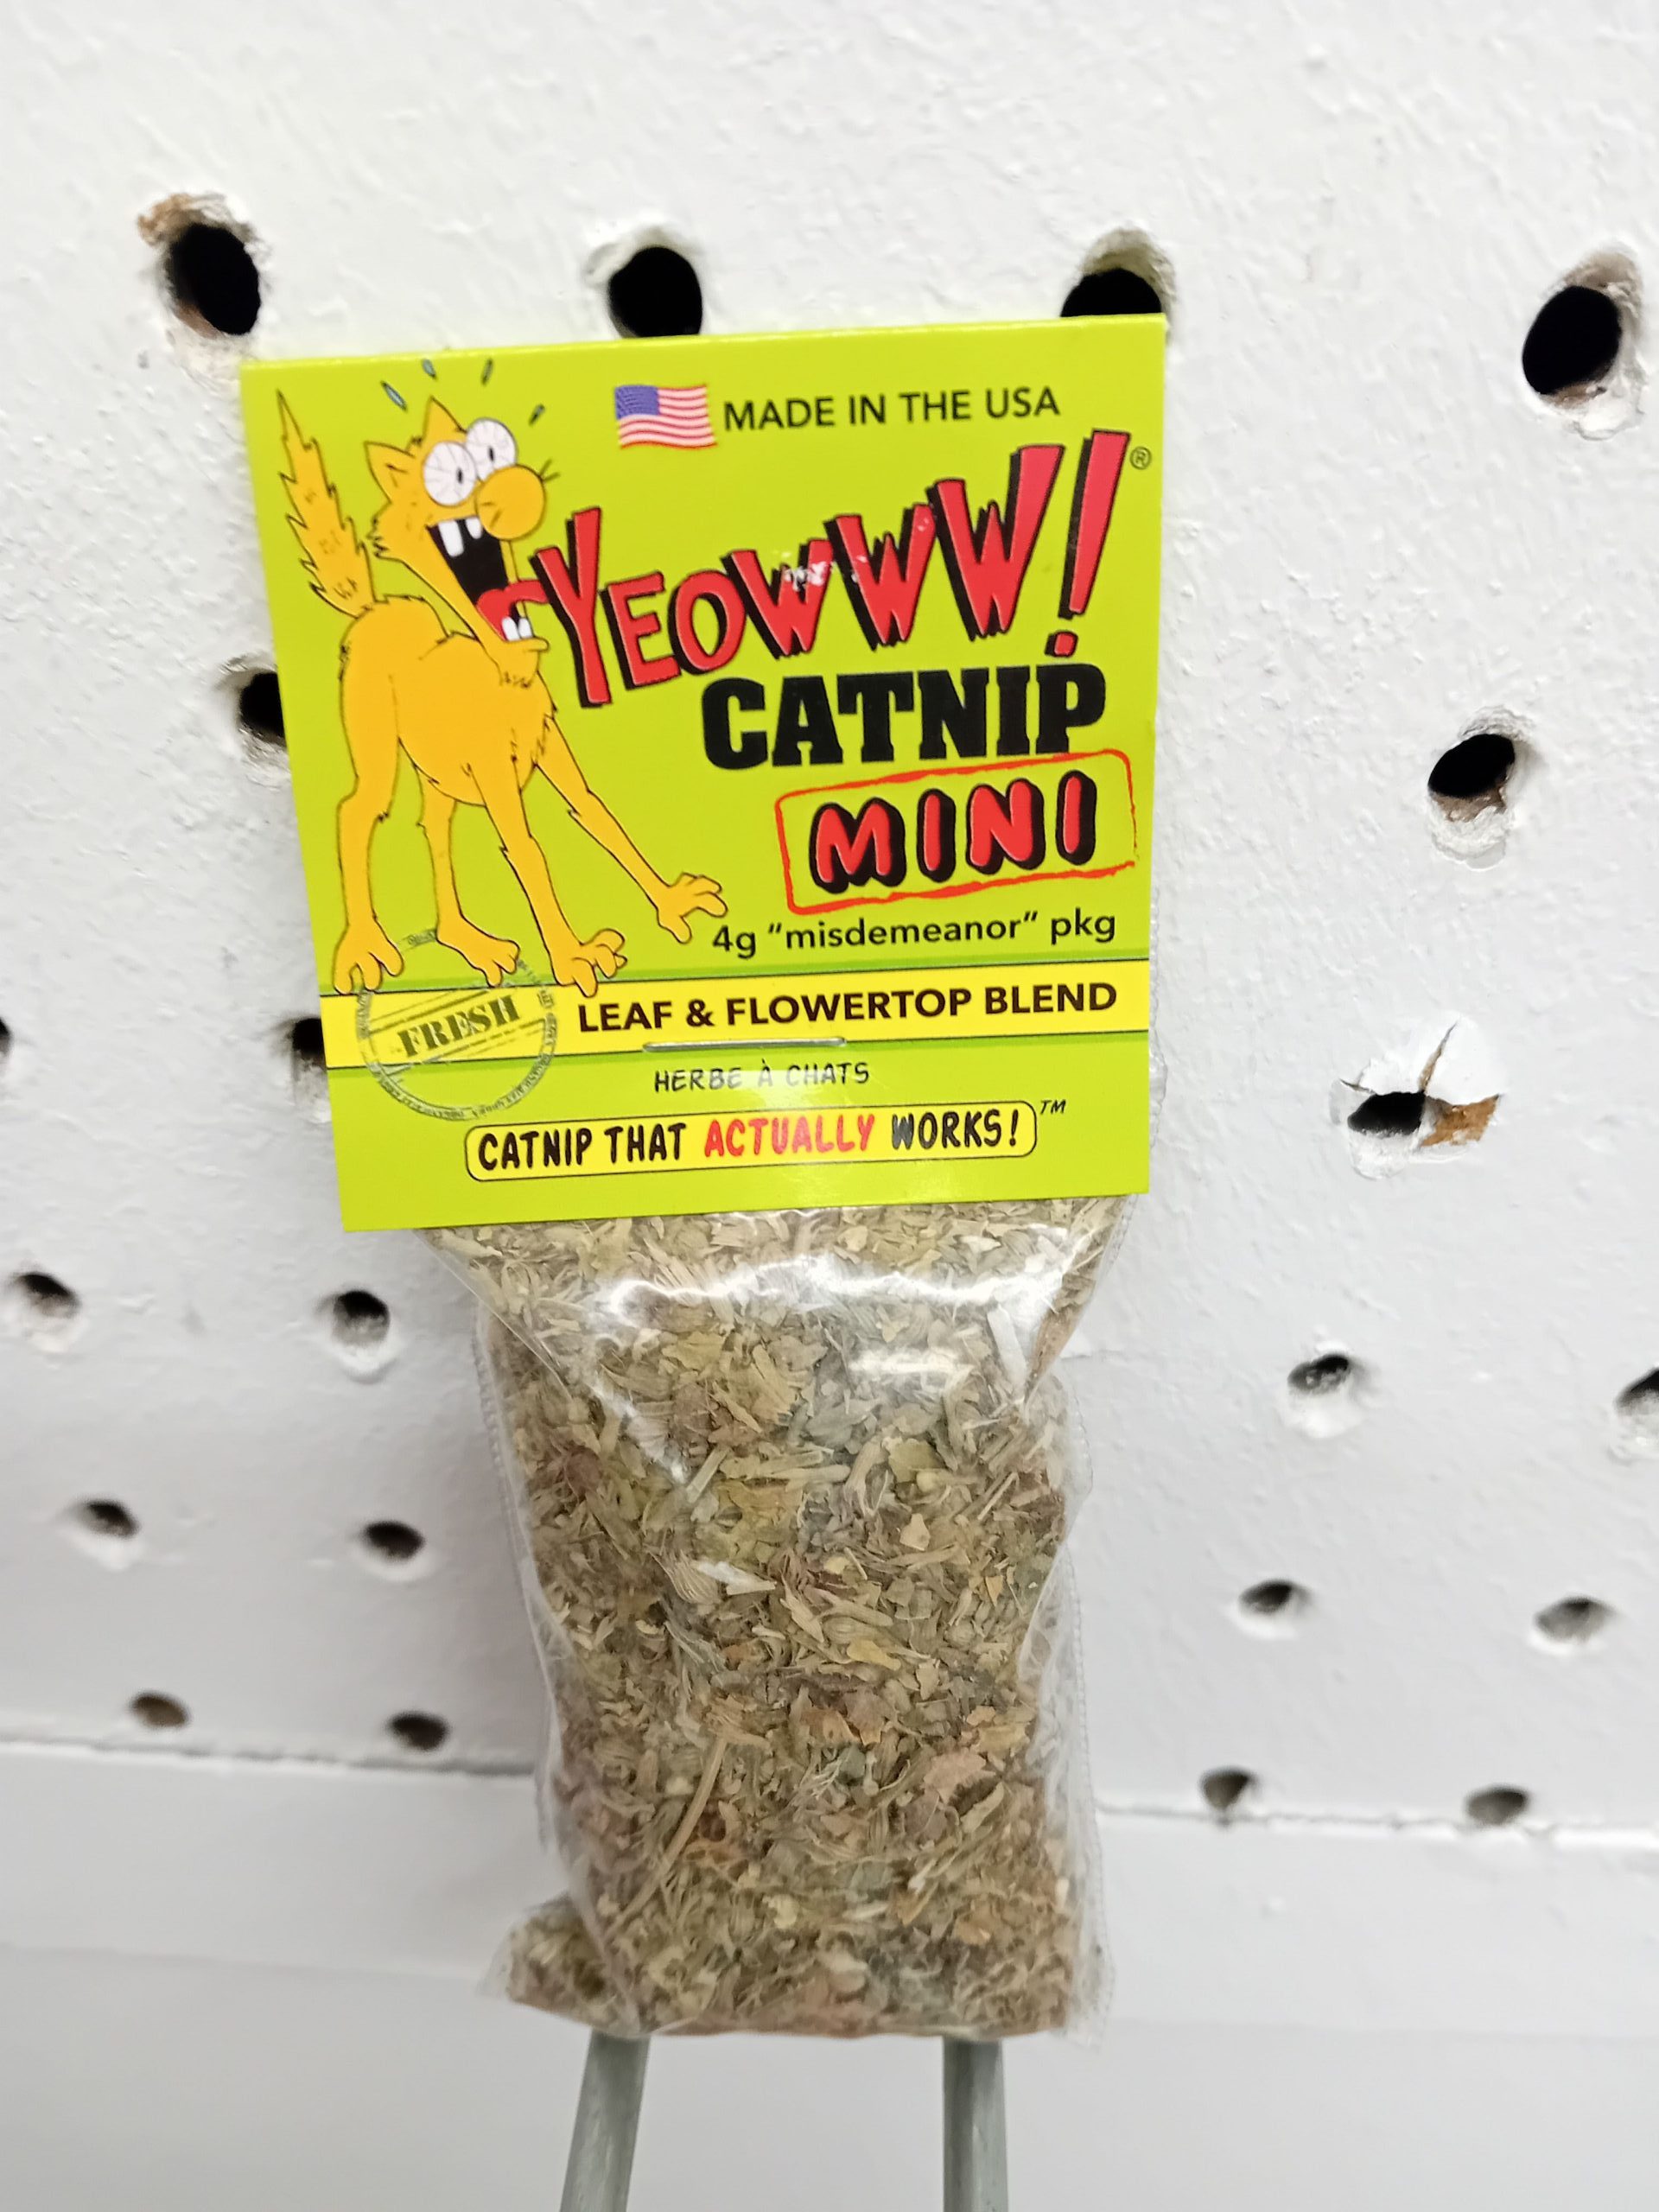 MADE IN THE USA
YEOWWW!®
CATNIP
MINI
4g "misdemeanor" pkg
FRESH
LEAF & FLOWERTOP BLEND
HERBE À CHATS
CATNIP THAT ACTUALLY WORKS!™